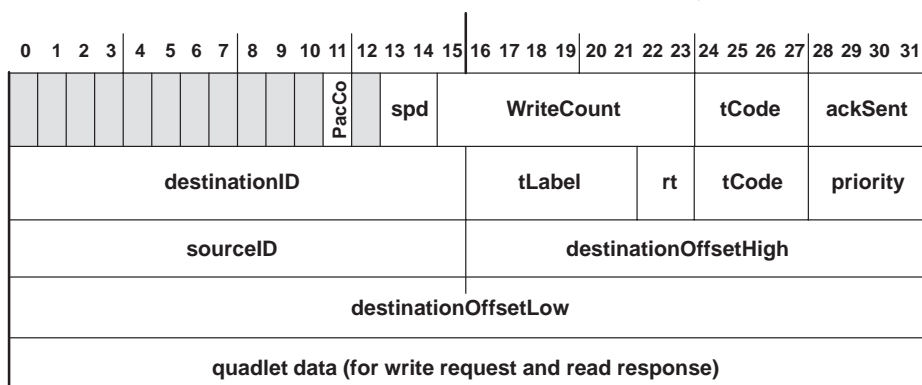 0 1 2 3 4 5 6 7 8 9 10 11 12 13 14 15 16 17 18 19 20 21 22 23 24 25 26 27 28 29 30 31
PacCo spd WriteCount tCode ackSent
destinationID tLabel rt tCode priority
sourceID destinationOffsetHigh
destinationOffsetLow
quadlet data (for write request and read response)